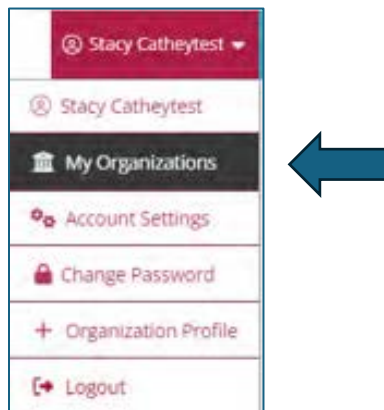 Stacy Catheytest
Stacy Catheytest
My Organizations
Account Settings
Change Password
+ Organization Profile
Logout